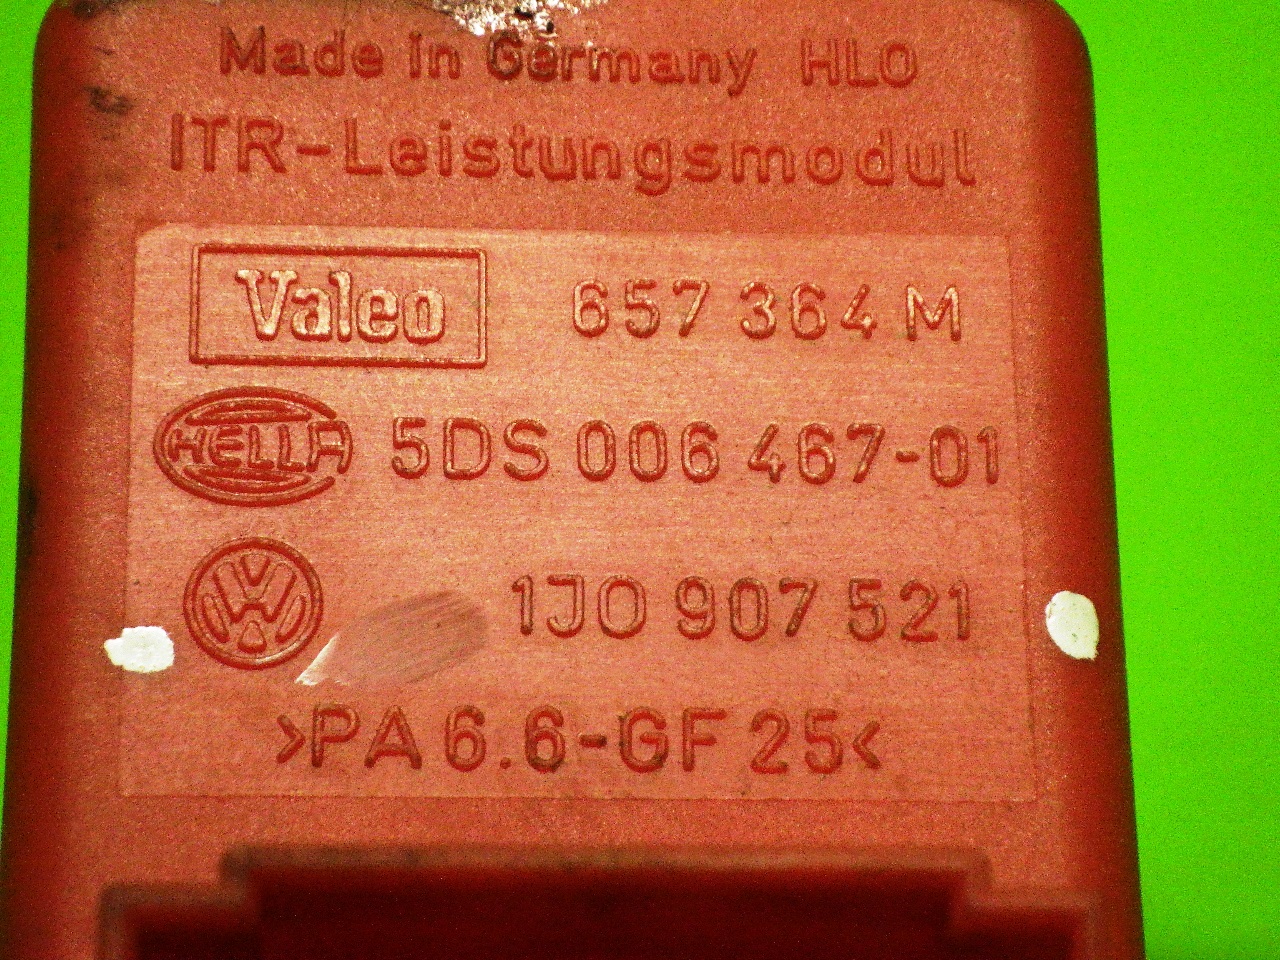 Made in Germany HLO
ITR-Leistungsmodul
Valeo 657 364 M
HELLA 5DS 006 467-01
VW 1J0 907 521
>PA 6.6-GF 25<